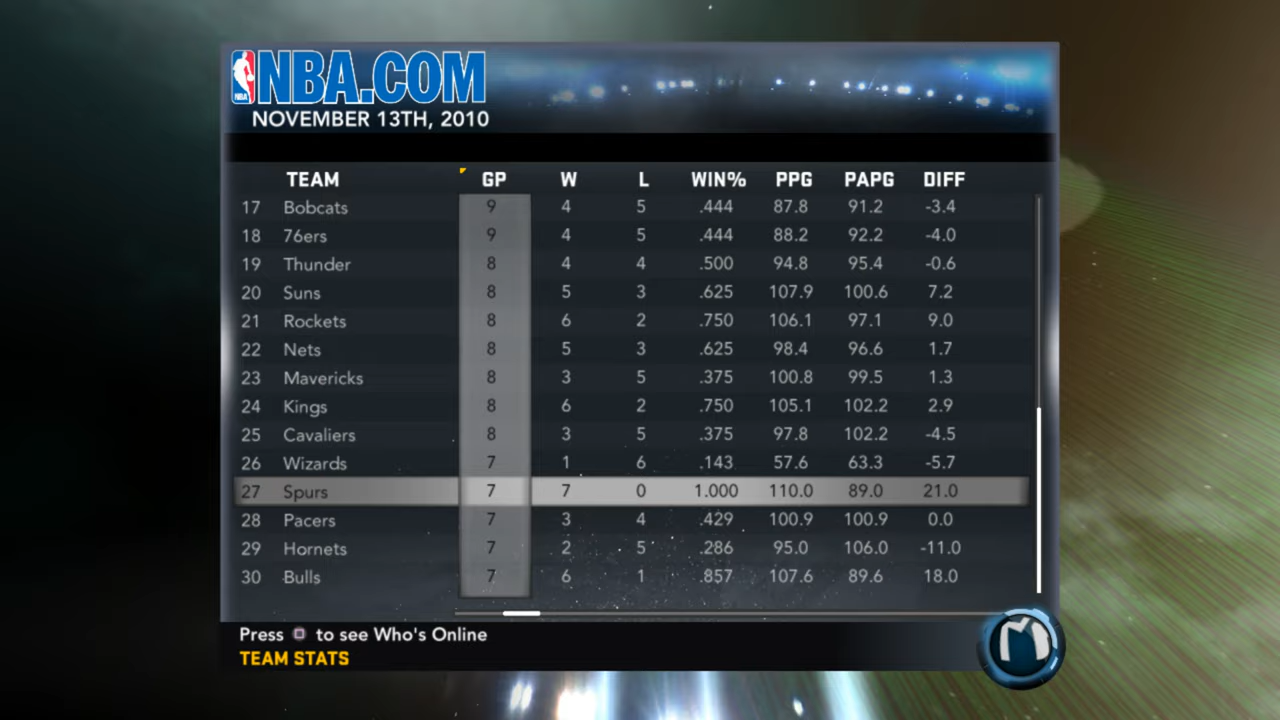 NBA.COM
NOVEMBER 13TH, 2010
TEAM GP W L WIN% PPG PAPG DIFF
17 Bobcats 9 4 5 .444 87.8 91.2 -3.4
18 76ers 9 4 5 .444 88.2 92.2 -4.0
19 Thunder 8 4 4 .500 94.8 95.4 -0.6
20 Suns 8 5 3 .625 107.9 100.6 7.2
21 Rockets 8 6 2 .750 106.1 97.1 9.0
22 Nets 8 5 3 .625 98.4 96.6 1.7
23 Mavericks 8 3 5 .375 100.8 99.5 1.3
24 Kings 8 6 2 .750 105.1 102.2 2.9
25 Cavaliers 8 3 5 .375 97.8 102.2 -4.5
26 Wizards 7 1 6 .143 57.6 63.3 -5.7
27 Spurs 7 7 0 1.000 110.0 89.0 21.0
28 Pacers 7 3 4 .429 100.9 100.9 0.0
29 Hornets 7 2 5 .286 95.0 106.0 -11.0
30 Bulls 7 6 1 .857 107.6 89.6 18.0
Press to see Who's Online
TEAM STATS